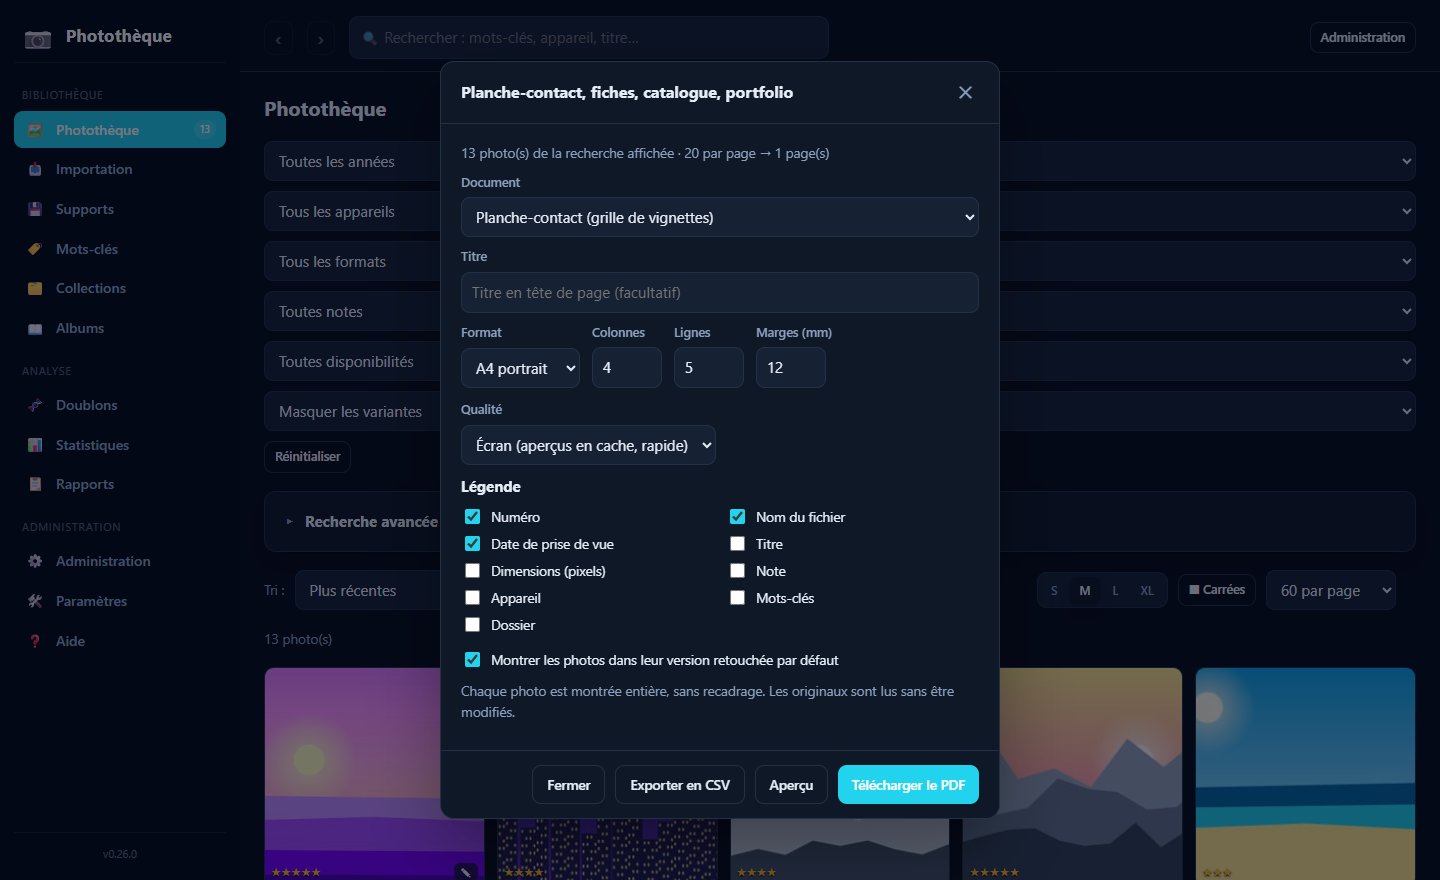 Photothèque
Rechercher : mots-clés, appareil, titre...
Administration
BIBLIOTHÈQUE
Photothèque 13
Importation
Supports
Mots-clés
Collections
Albums
ANALYSE
Doublons
Statistiques
Rapports
ADMINISTRATION
Administration
Paramètres
Aide
v0.26.0
Photothèque
Toutes les années
Tous les appareils
Tous les formats
Toutes notes
Toutes disponibilités
Masquer les variantes
Réinitialiser
Recherche avancée
Tri : Plus récentes
S M L XL Carrées 60 par page
13 photo(s)
Planche-contact, fiches, catalogue, portfolio
13 photo(s) de la recherche affichée · 20 par page → 1 page(s)
Document
Planche-contact (grille de vignettes)
Titre
Titre en tête de page (facultatif)
Format Colonnes Lignes Marges (mm)
A4 portrait 4 5 12
Qualité
Écran (aperçus en cache, rapide)
Légende
Numéro Nom du fichier
Date de prise de vue Titre
Dimensions (pixels) Note
Appareil Mots-clés
Dossier
Montrer les photos dans leur version retouchée par défaut
Chaque photo est montrée entière, sans recadrage. Les originaux sont lus sans être
modifiés.
Fermer Exporter en CSV Aperçu Télécharger le PDF